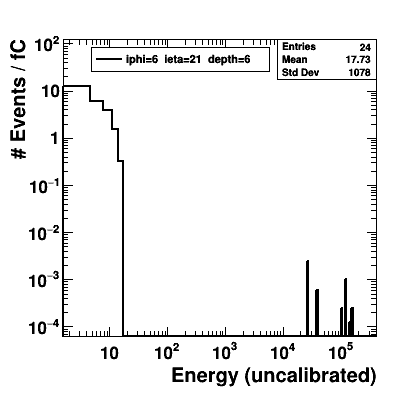 # Events / fC
iphi=6 ieta=21 depth=6
Entries 24
Mean 17.73
Std Dev 1078
10²
10
1
10⁻¹
10⁻²
10⁻³
10⁻⁴
10 10² 10³ 10⁴ 10⁵
Energy (uncalibrated)